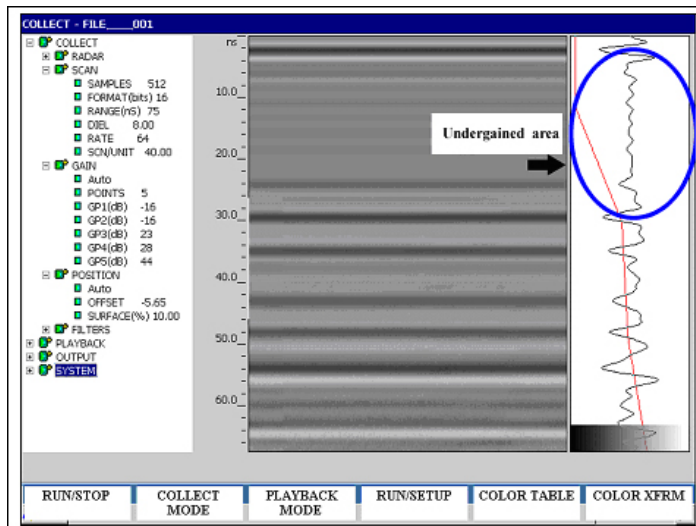 COLLECT - FILE____001
COLLECT
RADAR
SCAN
SAMPLES 512
FORMAT(bits) 16
RANGE(nS) 75
DIEL 8.00
RATE 64
SCN/UNIT 40.00
GAIN
Auto
POINTS 5
GP1(dB) -16
GP2(dB) -16
GP3(dB) 23
GP4(dB) 28
GP5(dB) 44
POSITION
Auto
OFFSET -5.65
SURFACE(%) 10.00
FILTERS
PLAYBACK
OUTPUT
SYSTEM
ns
10.0
20.0
30.0
40.0
50.0
60.0
Undergained area
RUN/STOP
COLLECT
MODE
PLAYBACK
MODE
RUN/SETUP
COLOR TABLE
COLOR XFRM